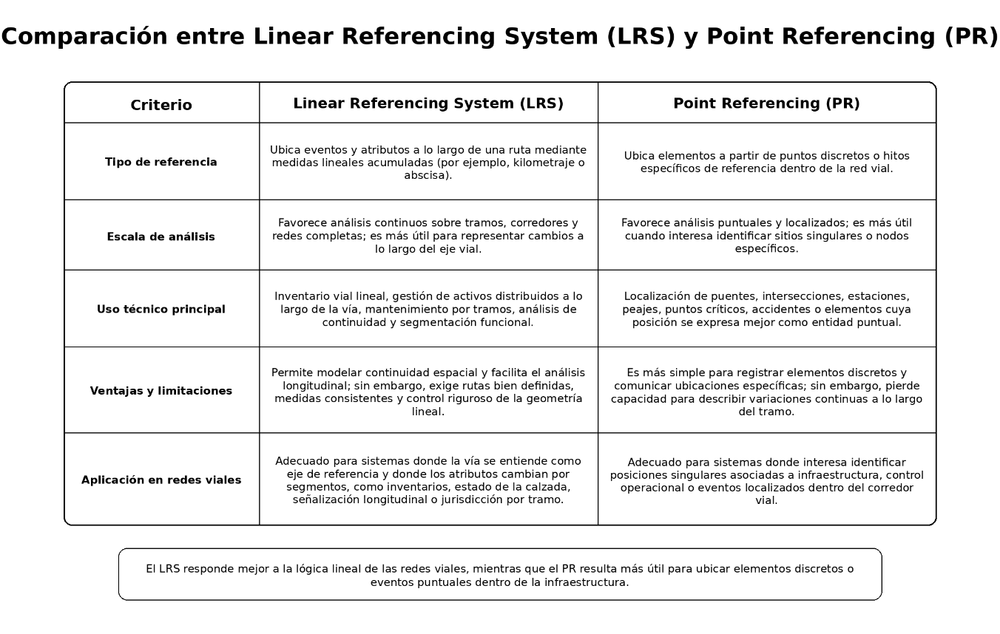 Comparación entre Linear Referencing System (LRS) y Point Referencing (PR)
Criterio
Linear Referencing System (LRS)
Point Referencing (PR)
Tipo de referencia
Ubica eventos y atributos a lo largo de una ruta mediante
medidas lineales acumuladas (por ejemplo, kilometraje o
abscisa).
Ubica elementos a partir de puntos discretos o hitos
específicos de referencia dentro de la red vial.
Escala de análisis
Favorece análisis continuos sobre tramos, corredores y
redes completas; es más útil para representar cambios a
lo largo del eje vial.
Favorece análisis puntuales y localizados; es más útil
cuando interesa identificar sitios singulares o nodos
específicos.
Uso técnico principal
Inventario vial lineal, gestión de activos distribuidos a lo
largo de la vía, mantenimiento por tramos, análisis de
continuidad y segmentación funcional.
Localización de puentes, intersecciones, estaciones,
peajes, puntos críticos, accidentes o elementos cuya
posición se expresa mejor como entidad puntual.
Ventajas y limitaciones
Permite modelar continuidad espacial y facilita el análisis
longitudinal; sin embargo, exige rutas bien definidas,
medidas consistentes y control riguroso de la geometría
lineal.
Es más simple para registrar elementos discretos y
comunicar ubicaciones específicas; sin embargo, pierde
capacidad para describir variaciones continuas a lo largo
del tramo.
Aplicación en redes viales
Adecuado para sistemas donde la vía se entiende como
eje de referencia y donde los atributos cambian por
segmentos, como inventarios, estado de la calzada,
señalización longitudinal o jurisdicción por tramo.
Adecuado para sistemas donde interesa identificar
posiciones singulares asociadas a infraestructura, control
operacional o eventos localizados dentro del corredor
vial.
El LRS responde mejor a la lógica lineal de las redes viales, mientras que el PR resulta más útil para ubicar elementos discretos o
eventos puntuales dentro de la infraestructura.